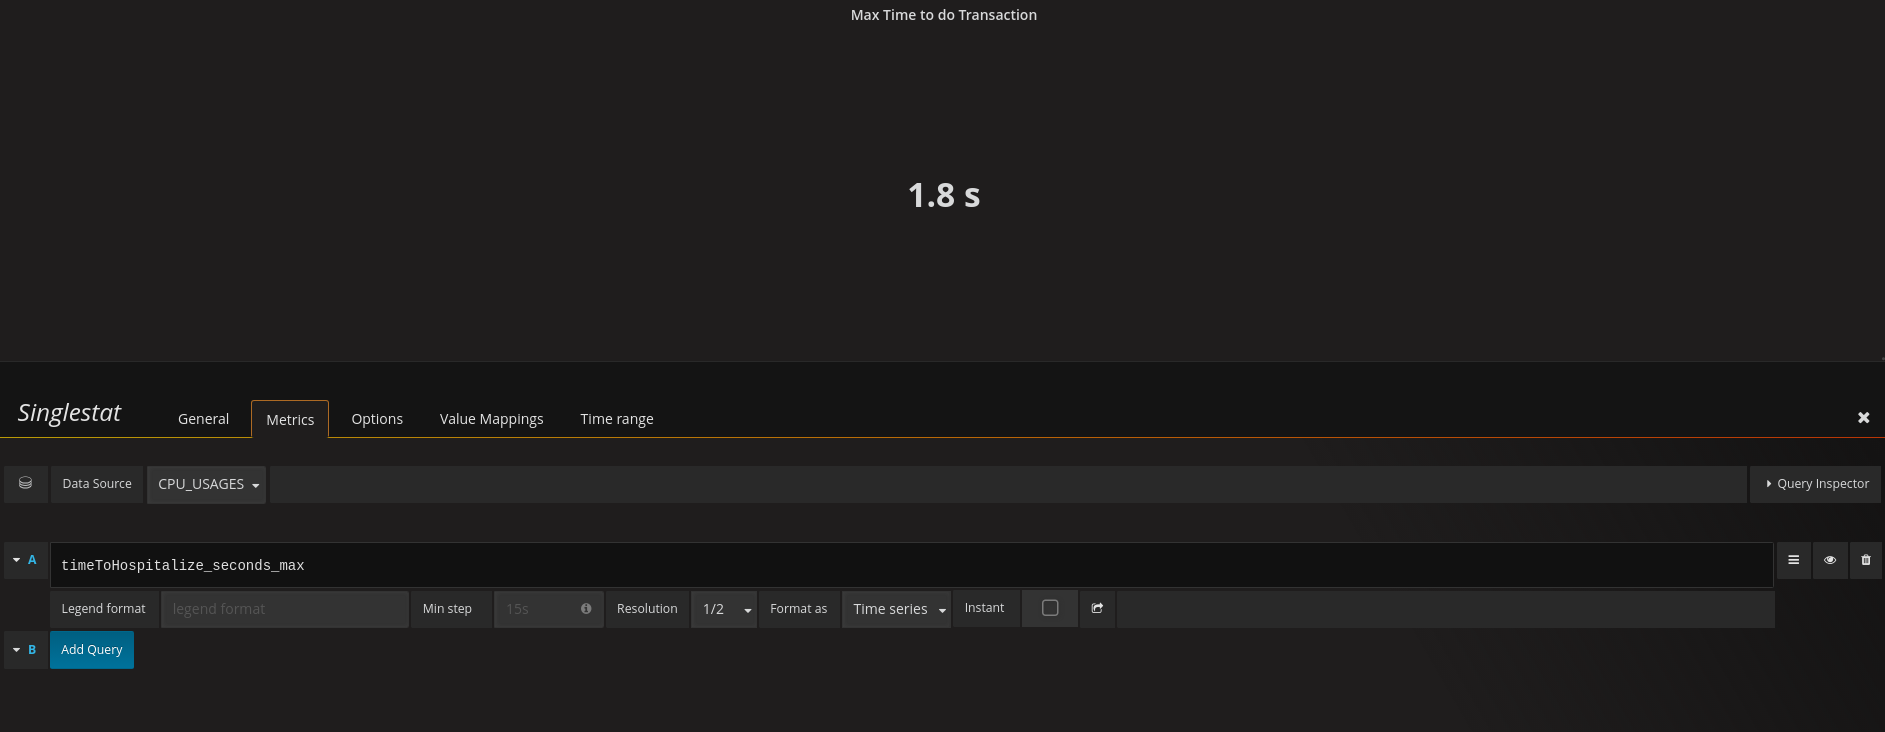 Max Time to do Transaction
1.8 s
Singlestat General Metrics Options Value Mappings Time range
Data Source CPU_USAGES Query Inspector
A timeToHospitalize_seconds_max
Legend format legend format Min step 15s Resolution 1/2 Format as Time series Instant
B Add Query